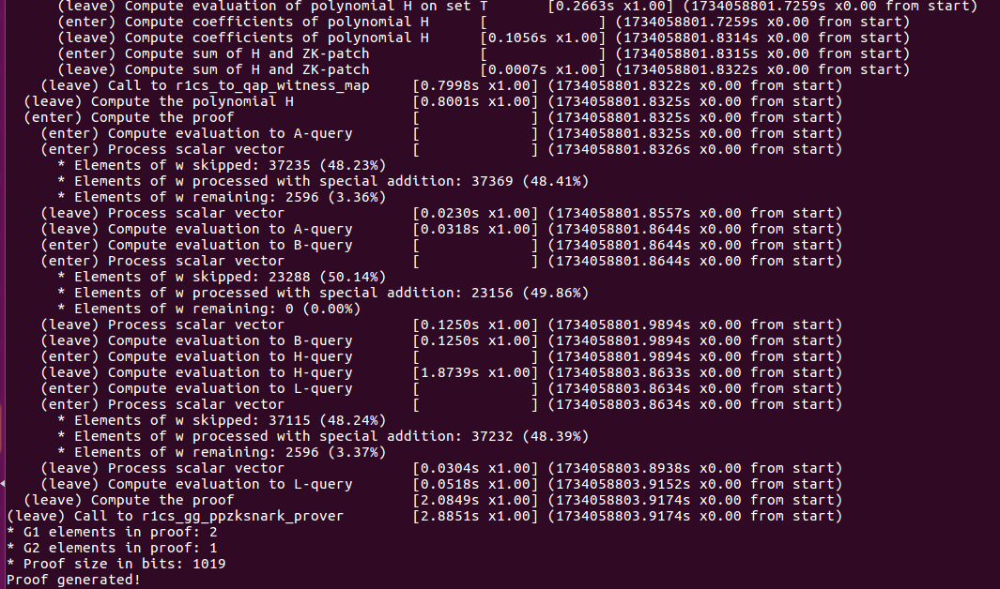 (leave) Compute evaluation of polynomial H on set T [0.2663s x1.00] (1734058801.7259s x0.00 from start)
(enter) Compute coefficients of polynomial H [ ] (1734058801.7259s x0.00 from start)
(leave) Compute coefficients of polynomial H [0.1056s x1.00] (1734058801.8314s x0.00 from start)
(enter) Compute sum of H and ZK-patch [ ] (1734058801.8315s x0.00 from start)
(leave) Compute sum of H and ZK-patch [0.0007s x1.00] (1734058801.8322s x0.00 from start)
(leave) Call to r1cs_to_qap_witness_map [0.7998s x1.00] (1734058801.8322s x0.00 from start)
(leave) Compute the polynomial H [0.8001s x1.00] (1734058801.8325s x0.00 from start)
(enter) Compute the proof [ ] (1734058801.8325s x0.00 from start)
(enter) Compute evaluation to A-query [ ] (1734058801.8325s x0.00 from start)
(enter) Process scalar vector [ ] (1734058801.8326s x0.00 from start)
* Elements of w skipped: 37235 (48.23%)
* Elements of w processed with special addition: 37369 (48.41%)
* Elements of w remaining: 2596 (3.36%)
(leave) Process scalar vector [0.0230s x1.00] (1734058801.8557s x0.00 from start)
(leave) Compute evaluation to A-query [0.0318s x1.00] (1734058801.8644s x0.00 from start)
(enter) Compute evaluation to B-query [ ] (1734058801.8644s x0.00 from start)
(enter) Process scalar vector [ ] (1734058801.8644s x0.00 from start)
* Elements of w skipped: 23288 (50.14%)
* Elements of w processed with special addition: 23156 (49.86%)
* Elements of w remaining: 0 (0.00%)
(leave) Process scalar vector [0.1250s x1.00] (1734058801.9894s x0.00 from start)
(leave) Compute evaluation to B-query [0.1250s x1.00] (1734058801.9894s x0.00 from start)
(enter) Compute evaluation to H-query [ ] (1734058801.9894s x0.00 from start)
(leave) Compute evaluation to H-query [1.8739s x1.00] (1734058803.8633s x0.00 from start)
(enter) Compute evaluation to L-query [ ] (1734058803.8634s x0.00 from start)
(enter) Process scalar vector [ ] (1734058803.8634s x0.00 from start)
* Elements of w skipped: 37115 (48.24%)
* Elements of w processed with special addition: 37232 (48.39%)
* Elements of w remaining: 2596 (3.37%)
(leave) Process scalar vector [0.0304s x1.00] (1734058803.8938s x0.00 from start)
(leave) Compute evaluation to L-query [0.0518s x1.00] (1734058803.9152s x0.00 from start)
(leave) Compute the proof [2.0849s x1.00] (1734058803.9174s x0.00 from start)
(leave) Call to r1cs_gg_ppzksnark_prover [2.8851s x1.00] (1734058803.9174s x0.00 from start)
* G1 elements in proof: 2
* G2 elements in proof: 1
* Proof size in bits: 1019
Proof generated!